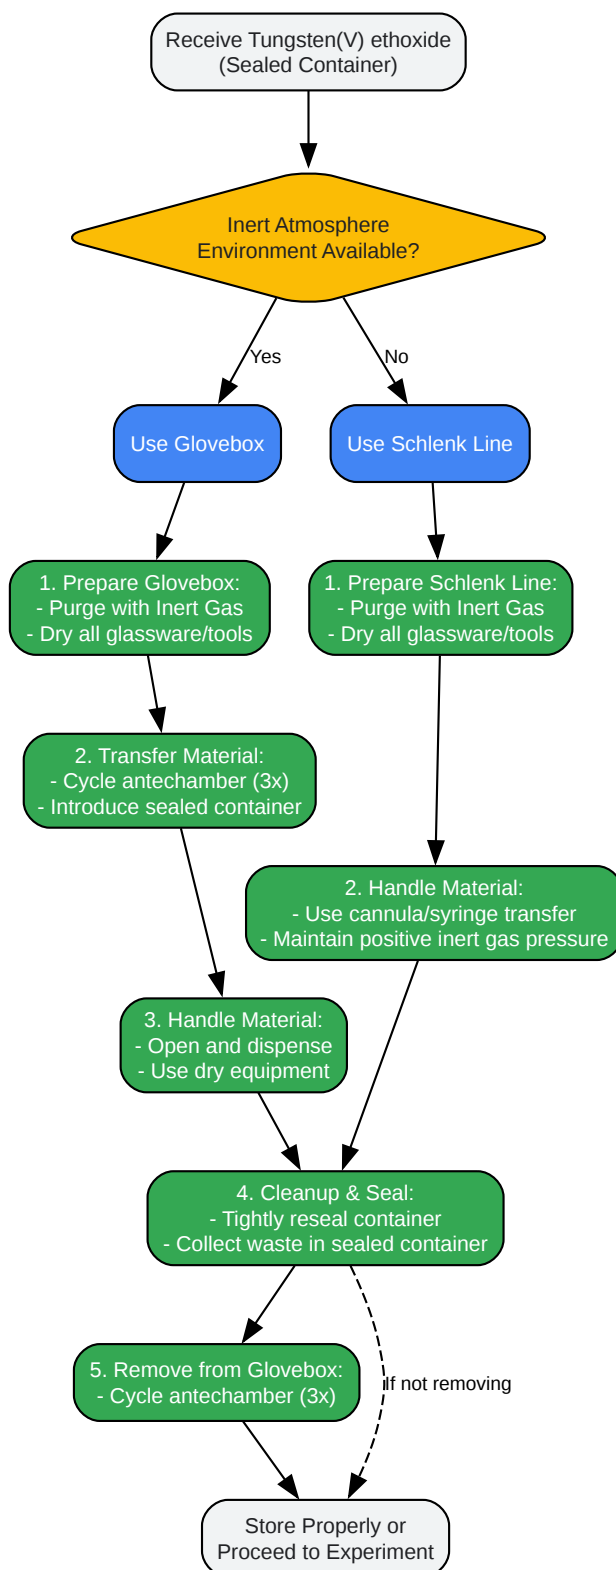 Receive Tungsten(V) ethoxide
(Sealed Container)
Inert Atmosphere
Environment Available?
Yes
No
Use Glovebox
Use Schlenk Line
1. Prepare Glovebox:
- Purge with Inert Gas
- Dry all glassware/tools
1. Prepare Schlenk Line:
- Purge with Inert Gas
- Dry all glassware/tools
2. Transfer Material:
- Cycle antechamber (3x)
- Introduce sealed container
2. Handle Material:
- Use cannula/syringe transfer
- Maintain positive inert gas pressure
3. Handle Material:
- Open and dispense
- Use dry equipment
4. Cleanup & Seal:
- Tightly reseal container
- Collect waste in sealed container
5. Remove from Glovebox:
- Cycle antechamber (3x)
If not removing
Store Properly or
Proceed to Experiment